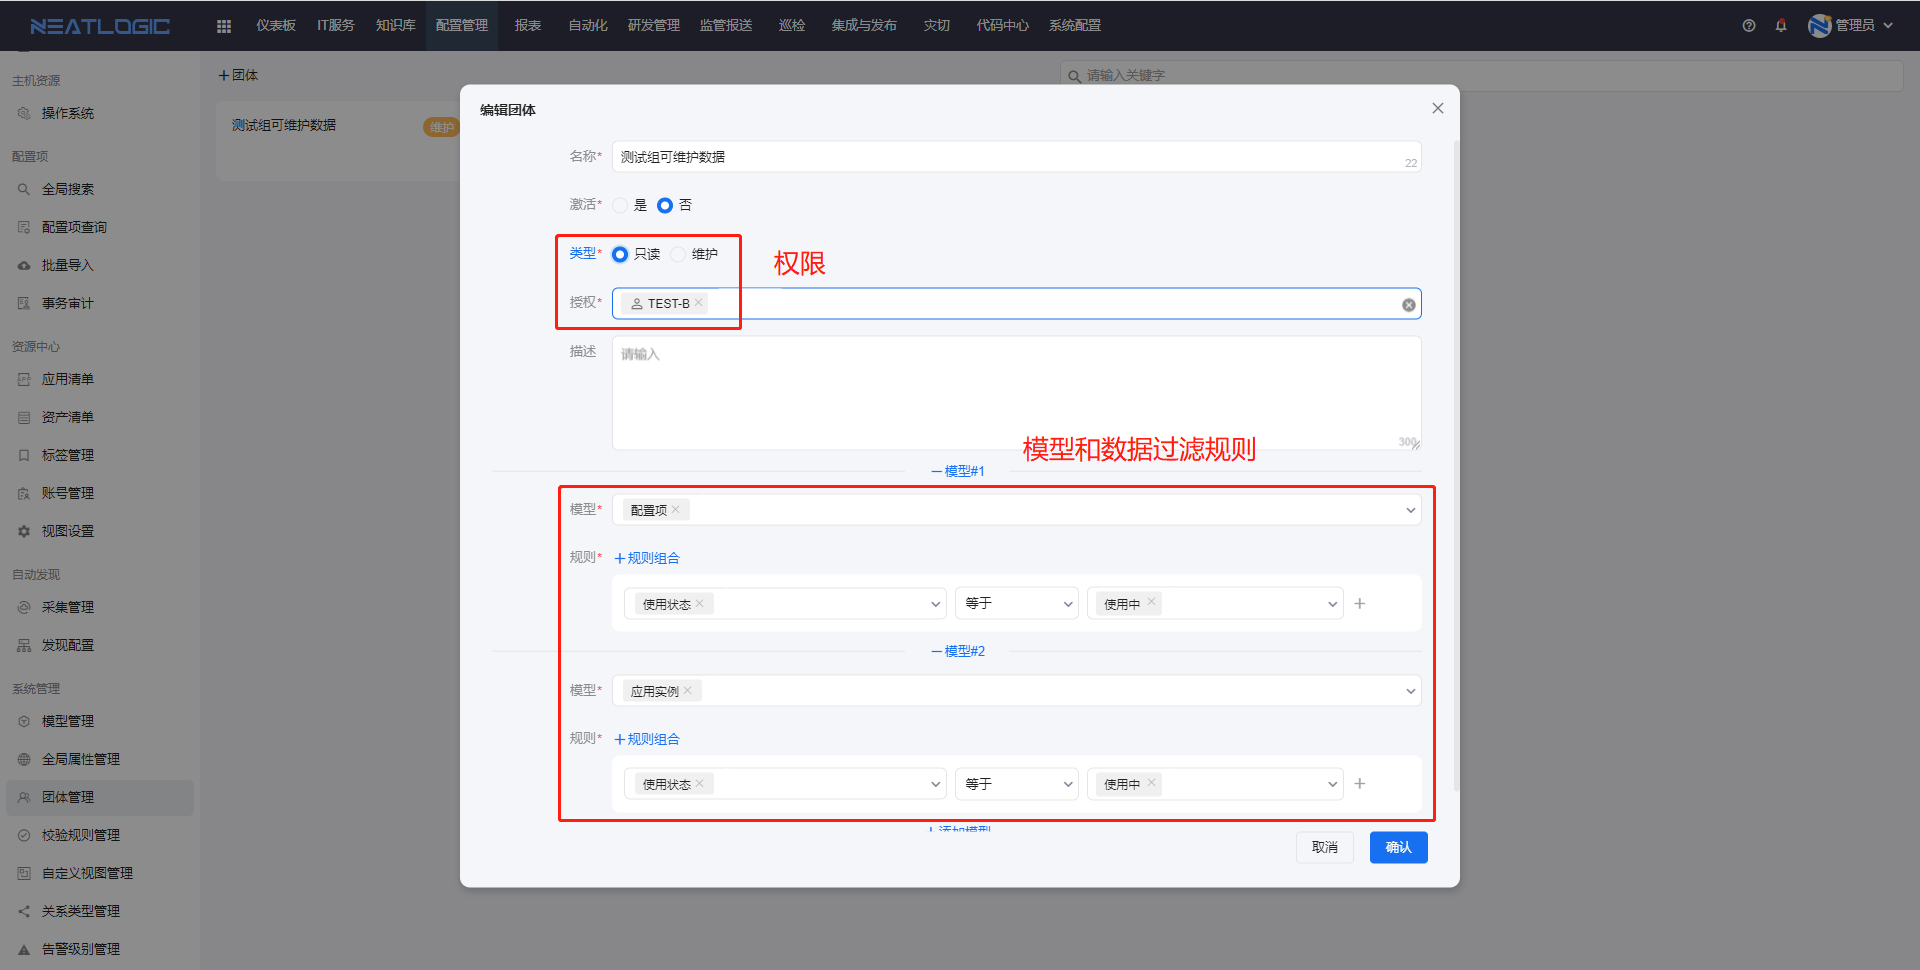 NEATLOGIC
仪表板 IT服务 知识库 配置管理 报表 自动化 研发管理 监管报送 巡检 集成与发布 灾切 代码中心 系统配置
管理员
主机资源
操作系统
配置项
全局搜索
配置项查询
批量导入
事务审计
资源中心
应用清单
资产清单
标签管理
账号管理
视图设置
自动发现
采集管理
发现配置
系统管理
模型管理
全局属性管理
团体管理
校验规则管理
自定义视图管理
关系类型管理
告警级别管理
+团体
请输入关键字
测试组可维护数据
维护
编辑团体
名称* 测试组可维护数据
22
激活* 是 否
类型* 只读 维护
权限
授权* TEST-B
描述 请输入
300
模型和数据过滤规则
模型#1
模型* 配置项
规则* +规则组合
使用状态 等于 使用中
模型#2
模型* 应用实例
规则* +规则组合
使用状态 等于 使用中
+添加模型
取消 确认